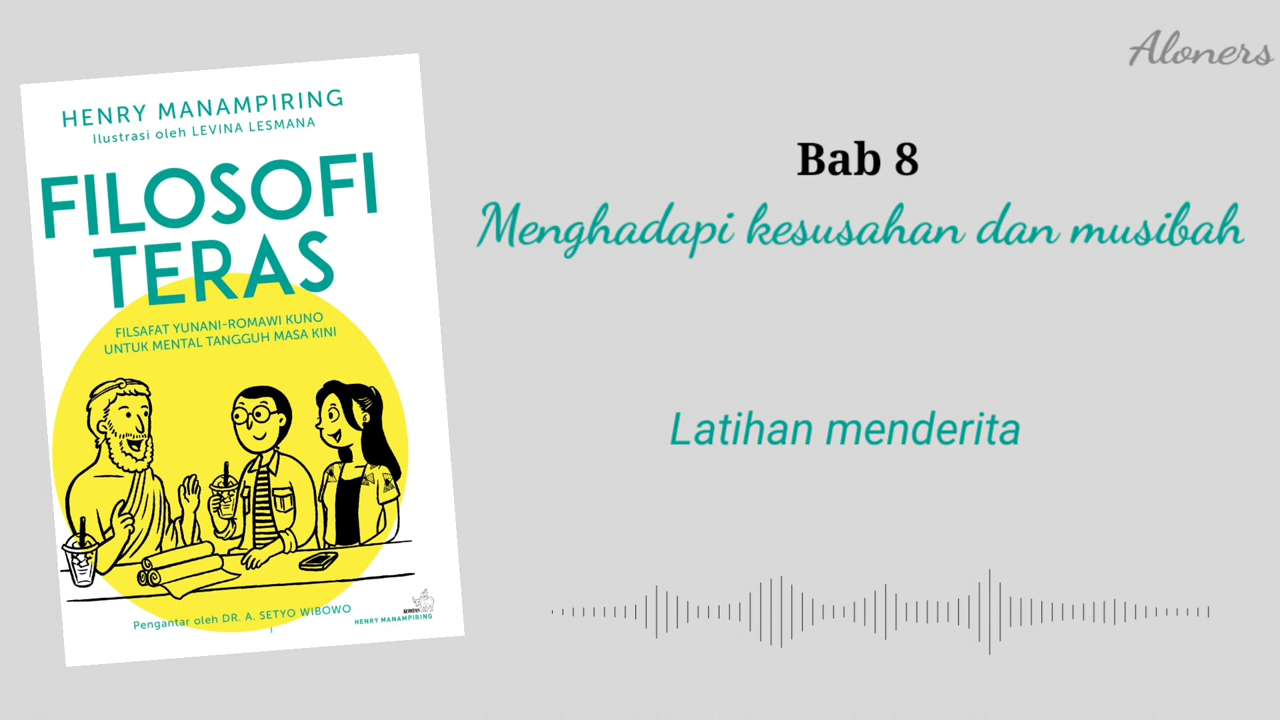 Aloners
HENRY MANAMPIRING
Ilustrasi oleh LEVINA LESMANA
FILOSOFI
TERAS
FILSAFAT YUNANI-ROMAWI KUNO
UNTUK MENTAL TANGGUH MASA KINI
Pengantar oleh DR. A. SETYO WIBOWO
HENRY MANAMPIRING
Bab 8
Menghadapi kesusahan dan musibah
Latihan menderita